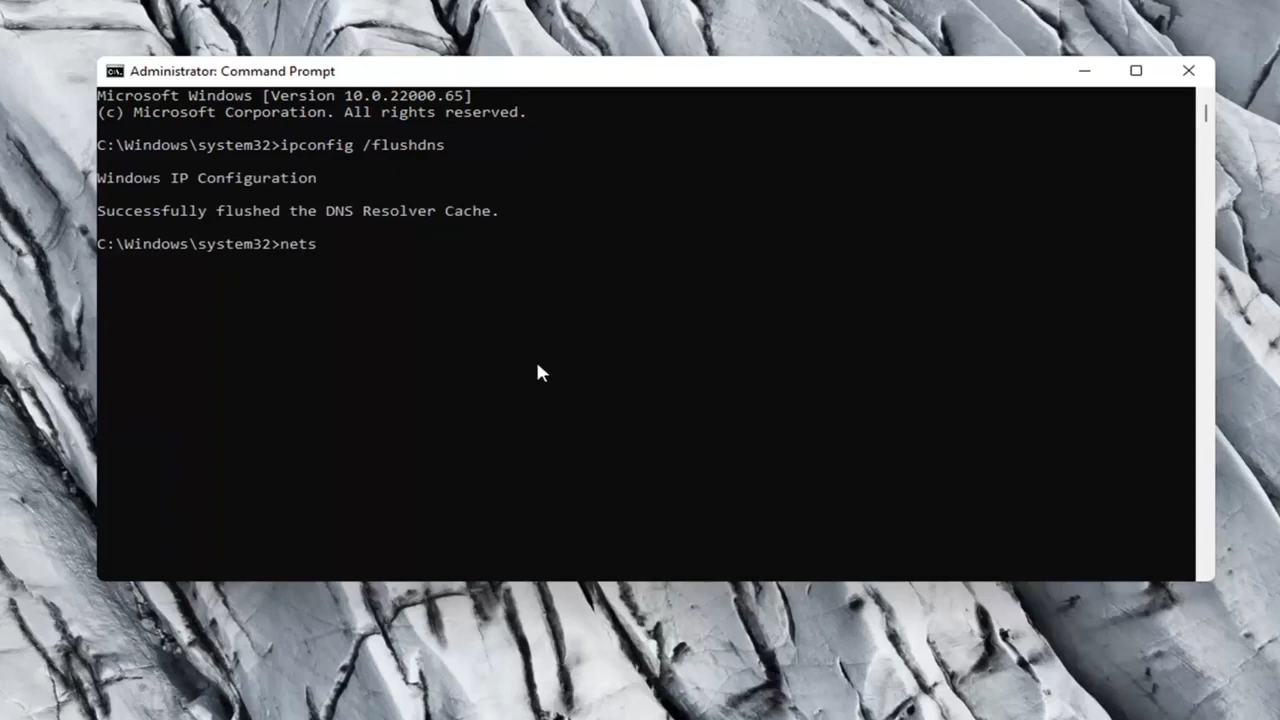 Administrator: Command Prompt
Microsoft Windows [Version 10.0.22000.65]
(c) Microsoft Corporation. All rights reserved.
C:\Windows\system32>ipconfig /flushdns
Windows IP Configuration
Successfully flushed the DNS Resolver Cache.
C:\Windows\system32>nets